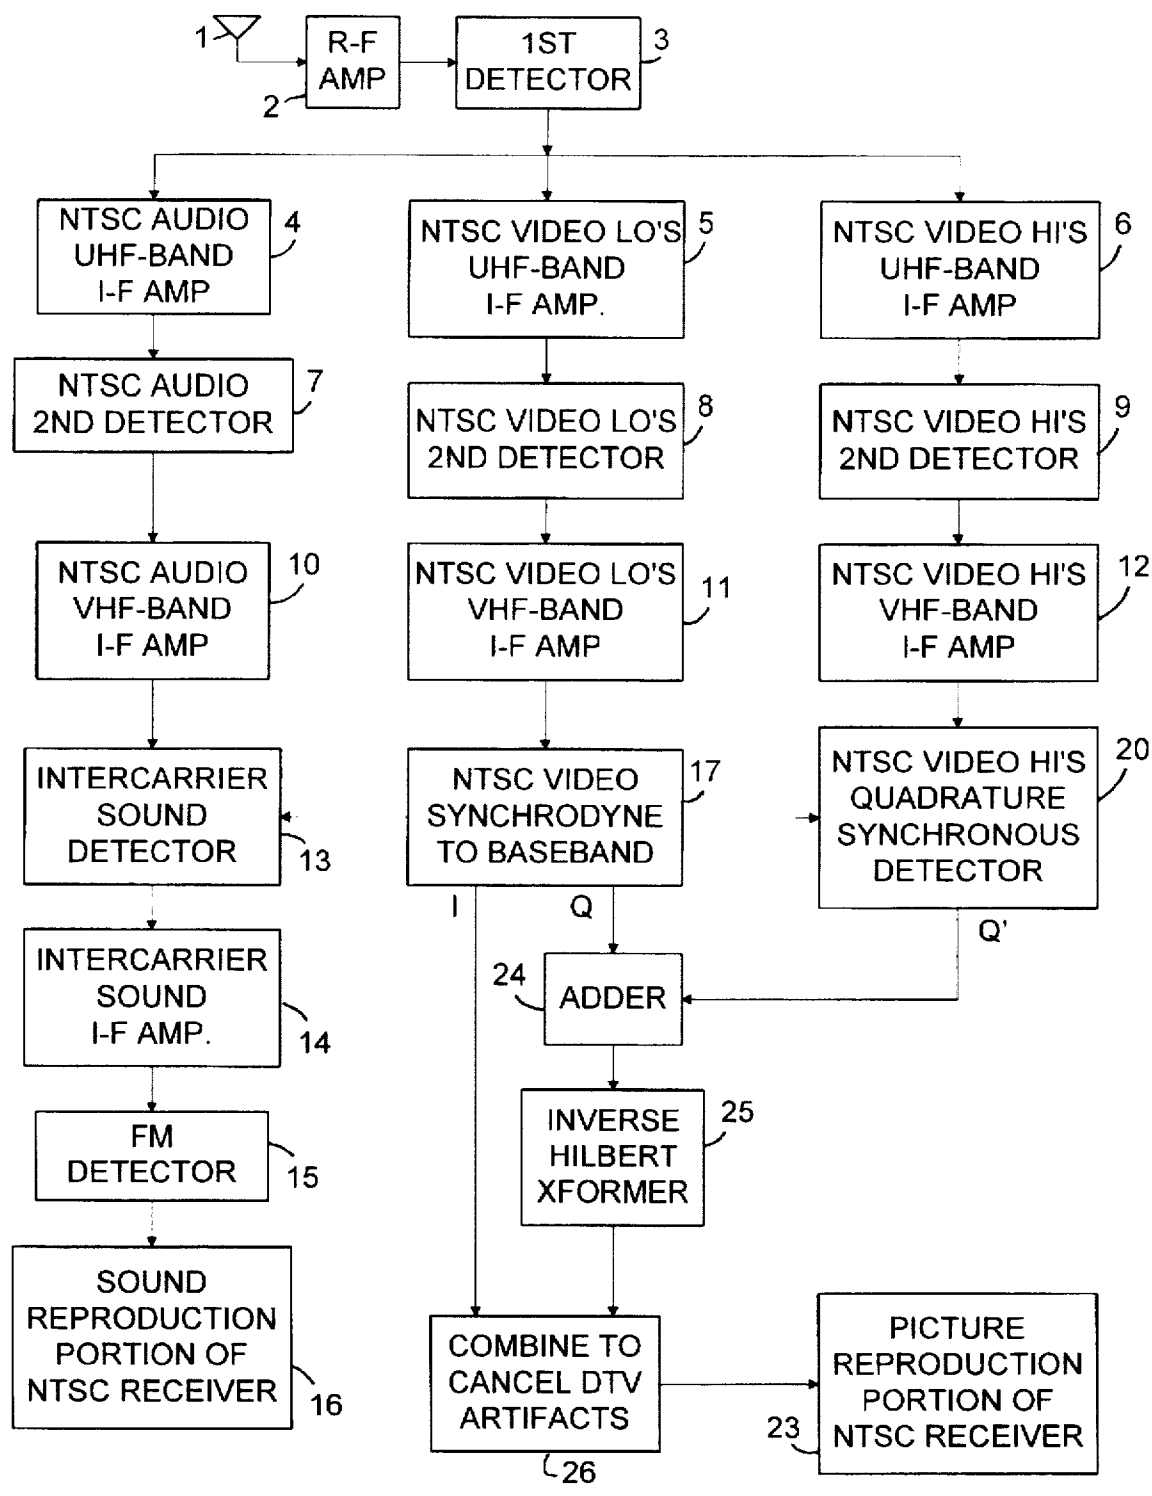 1
R-F
AMP
2
1ST
DETECTOR
3
NTSC AUDIO
UHF-BAND
I-F AMP
4
NTSC VIDEO LO'S
UHF-BAND
I-F AMP.
5
NTSC VIDEO HI'S
UHF-BAND
I-F AMP
6
NTSC AUDIO
2ND DETECTOR
7
NTSC VIDEO LO'S
2ND DETECTOR
8
NTSC VIDEO HI'S
2ND DETECTOR
9
NTSC AUDIO
VHF-BAND
I-F AMP
10
NTSC VIDEO LO'S
VHF-BAND
I-F AMP
11
NTSC VIDEO HI'S
VHF-BAND
I-F AMP
12
INTERCARRIER
SOUND
DETECTOR
13
NTSC VIDEO
SYNCHRODYNE
TO BASEBAND
17
NTSC VIDEO HI'S
QUADRATURE
SYNCHRONOUS
DETECTOR
20
I
Q
Q'
INTERCARRIER
SOUND
I-F AMP.
14
24
ADDER
FM
DETECTOR
15
INVERSE
HILBERT
XFORMER
25
SOUND
REPRODUCTION
PORTION OF
NTSC RECEIVER
16
COMBINE TO
CANCEL DTV
ARTIFACTS
26
PICTURE
REPRODUCTION
PORTION OF
NTSC RECEIVER
23